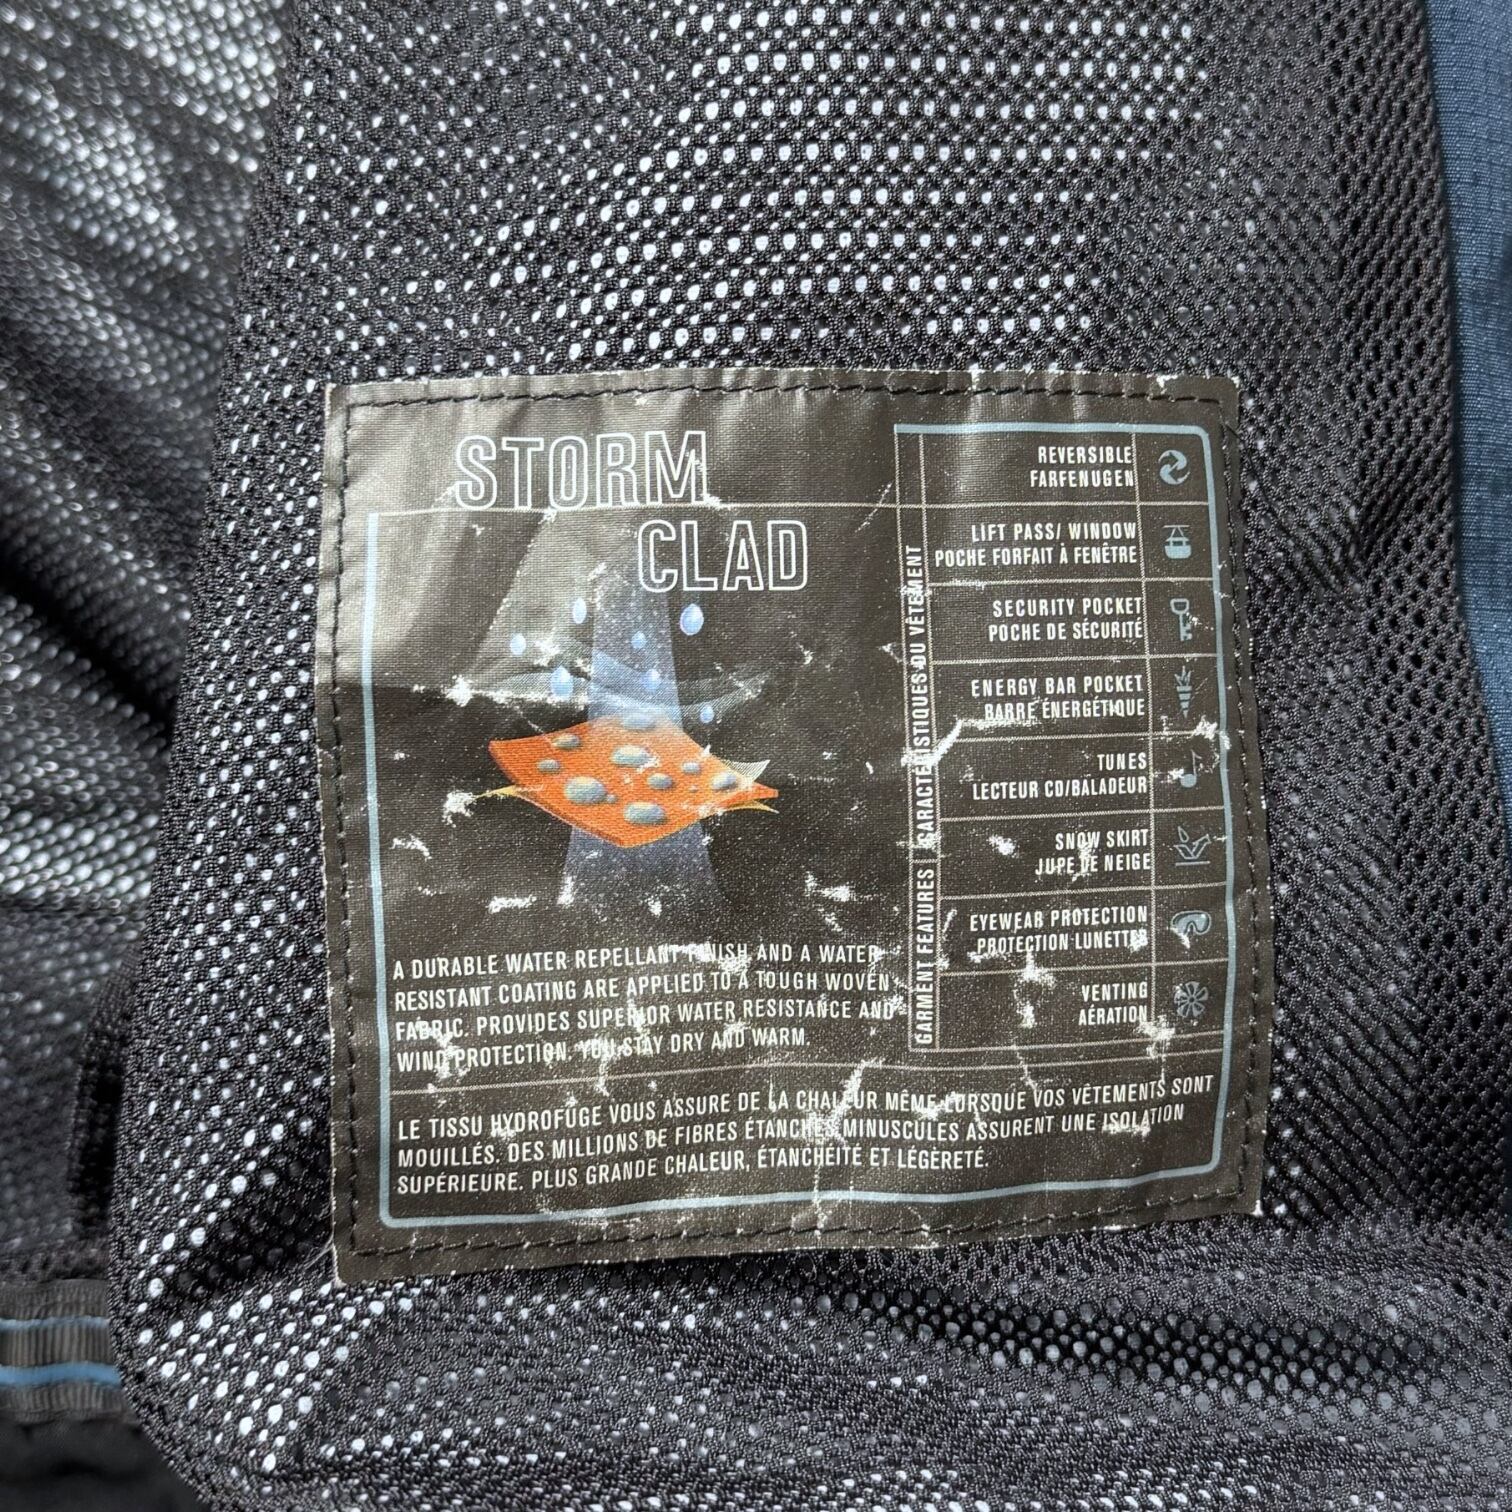 STORM
CLAD
A DURABLE WATER REPELLANT FINISH AND A WATER
RESISTANT COATING ARE APPLIED TO A TOUGH WOVEN
FABRIC. PROVIDES SUPERIOR WATER RESISTANCE AND
WIND PROTECTION. YOU STAY DRY AND WARM.
GARMENT FEATURES | CARACTERISTIQUES DU VÊTEMENT
REVERSIBLE
FARFENUGEN
LIFT PASS/ WINDOW
POCHE FORFAIT À FENÊTRE
SECURITY POCKET
POCHE DE SÉCURITÉ
ENERGY BAR POCKET
BARRE ÉNERGÉTIQUE
TUNES
LECTEUR CD/BALADEUR
SNOW SKIRT
JUPE DE NEIGE
EYEWEAR PROTECTION
PROTECTION LUNETTES
VENTING
AÉRATION
LE TISSU HYDROFUGE VOUS ASSURE DE LA CHALEUR MÊME LORSQUE VOS VÊTEMENTS SONT
MOUILLÉS. DES MILLIONS DE FIBRES ÉTANCHES MINUSCULES ASSURENT UNE ISOLATION
SUPÉRIEURE. PLUS GRANDE CHALEUR, ÉTANCHÉITÉ ET LÉGÈRETÉ.